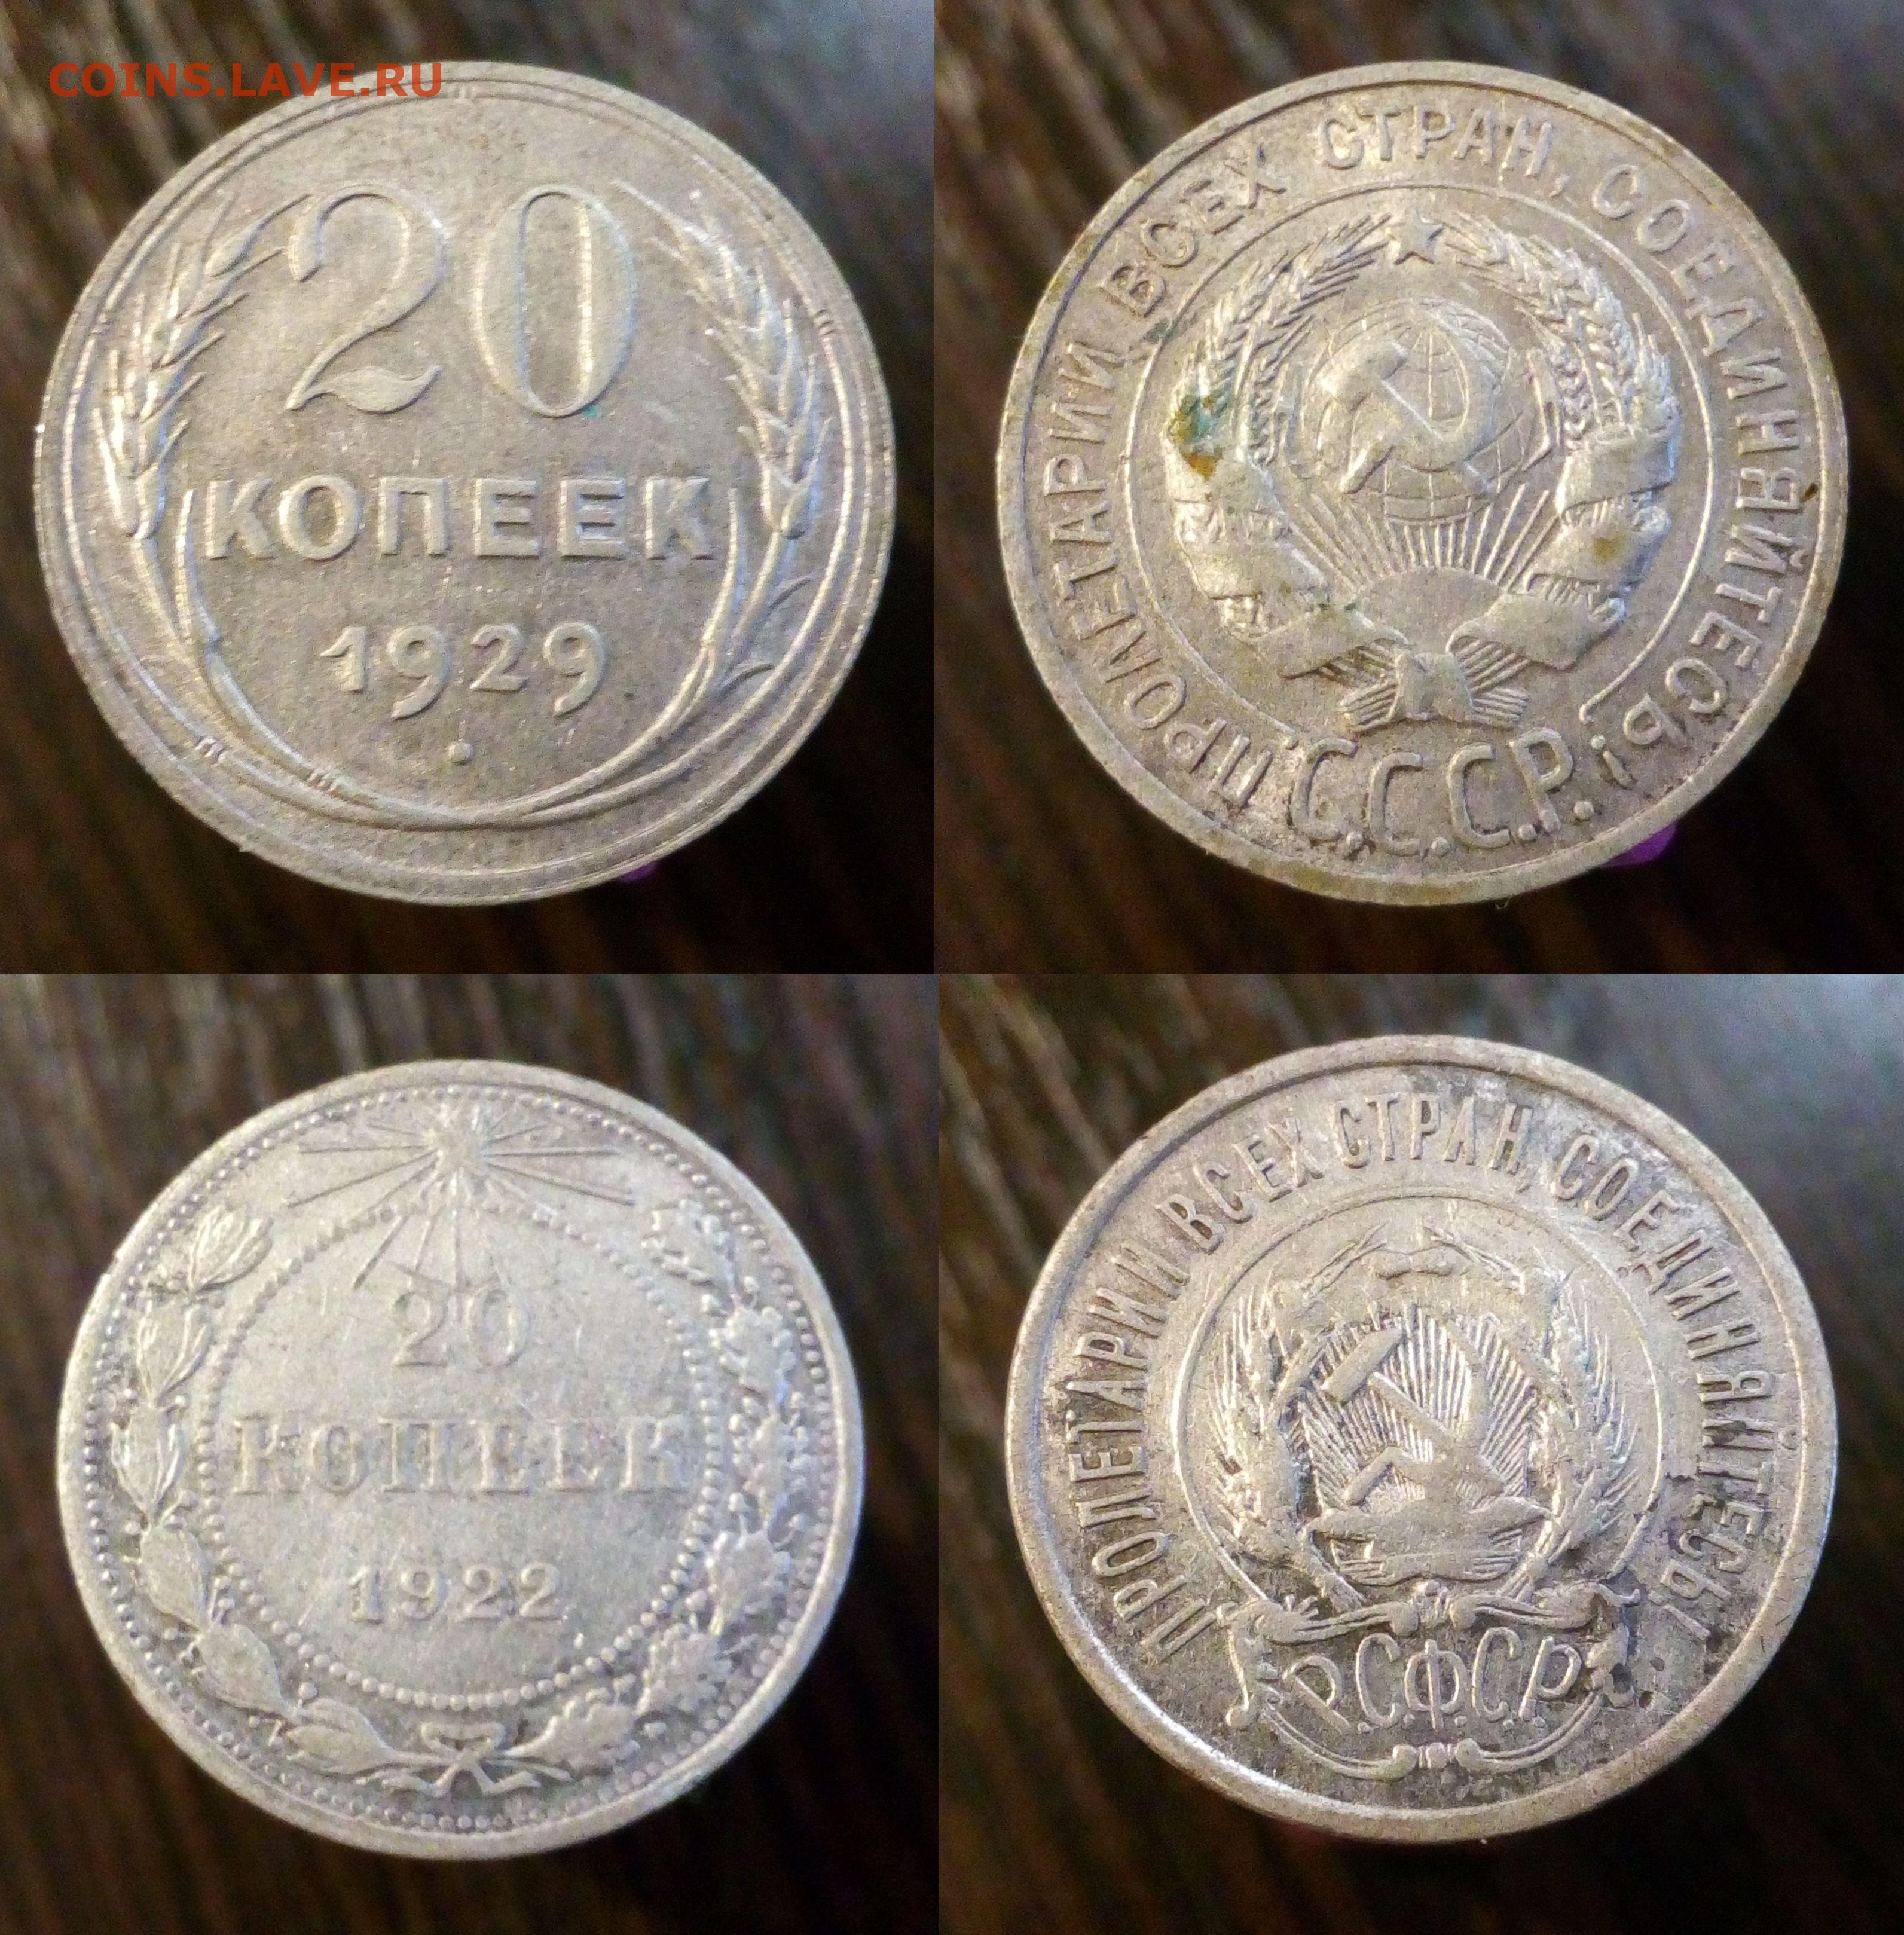 COINS.LAVE.RU
20
КОПЕЕК
1929
ПРОЛЕТАРИИ ВСЕХ СТРАН, СОЕДИНЯЙТЕСЬ!
С.С.С.Р.
20
КОПЕЕК
1922
ПРОЛЕТАРИИ ВСЕХ СТРАН, СОЕДИНЯЙТЕСЬ!
Р.С.Ф.С.Р.